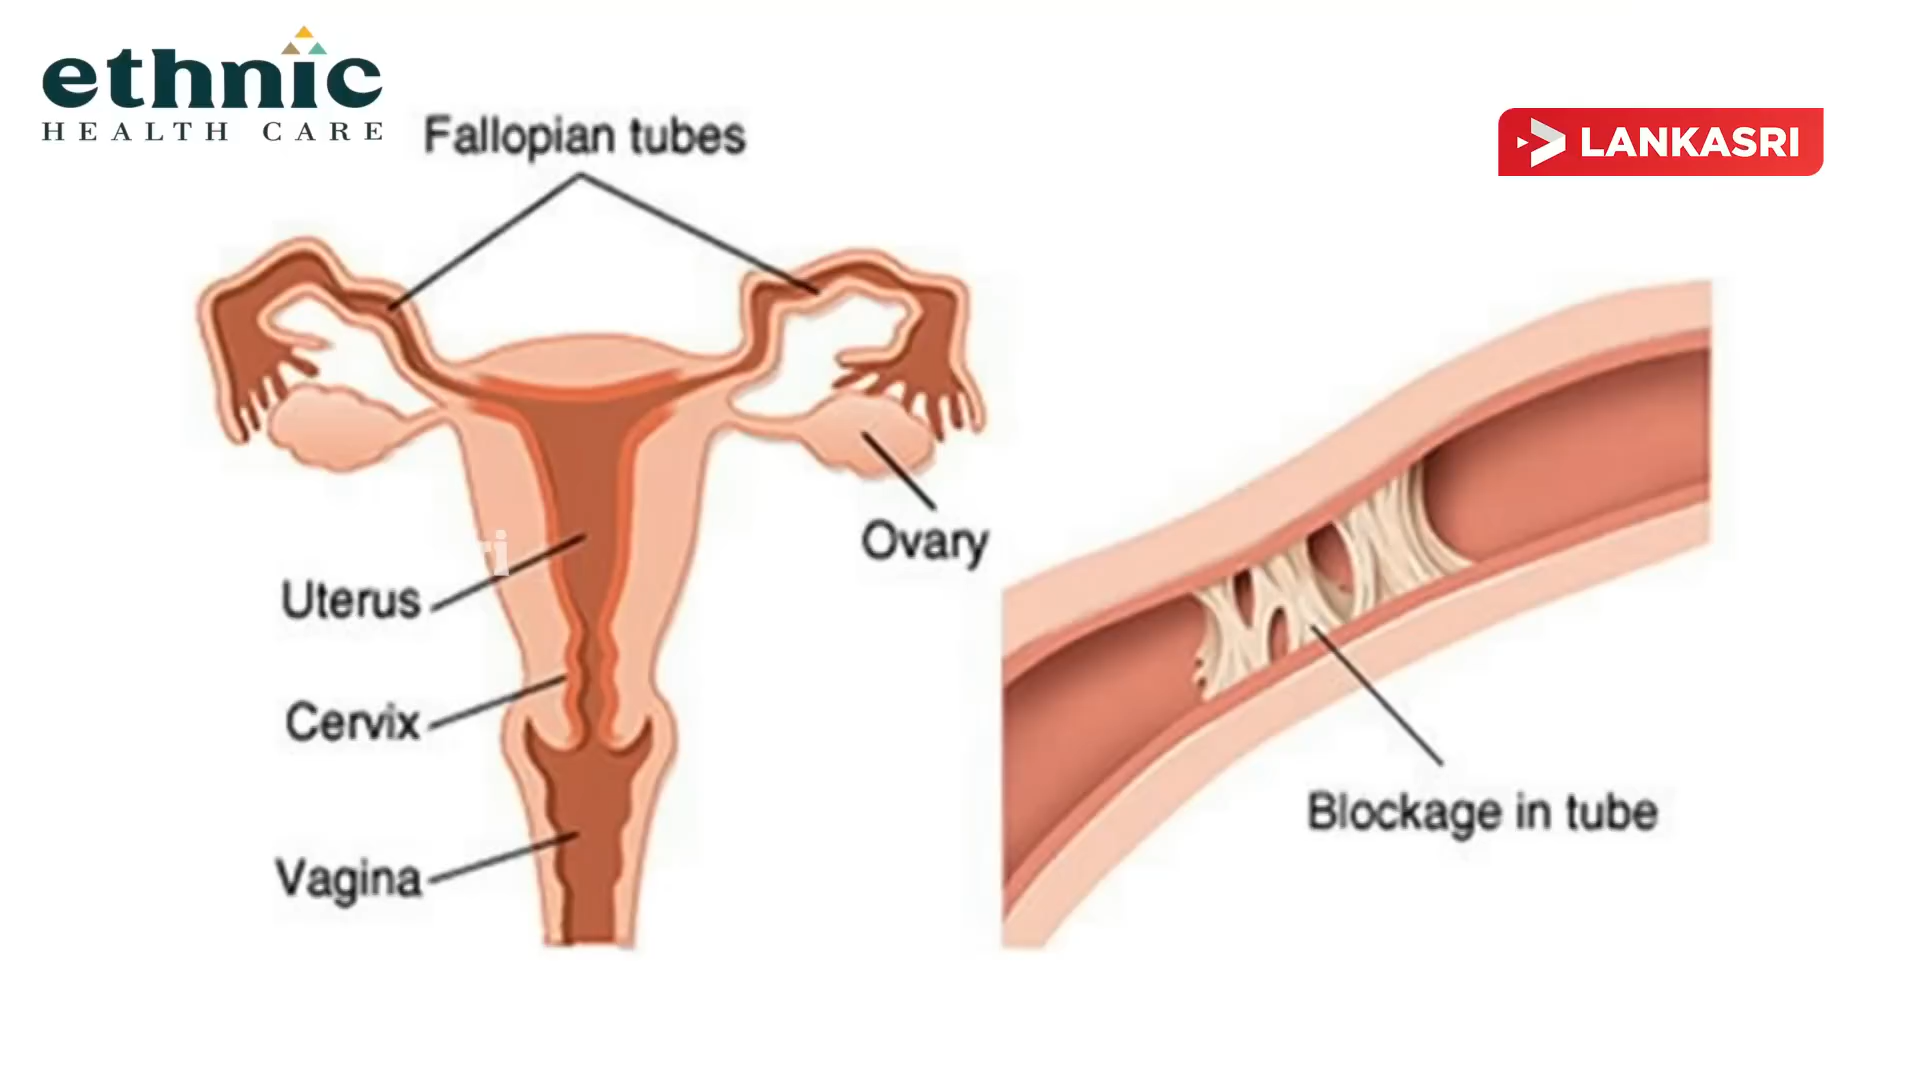 ethnic
HEALTH CARE
Fallopian tubes
LANKASRI
Ovary
Uterus
Cervix
Blockage in tube
Vagina